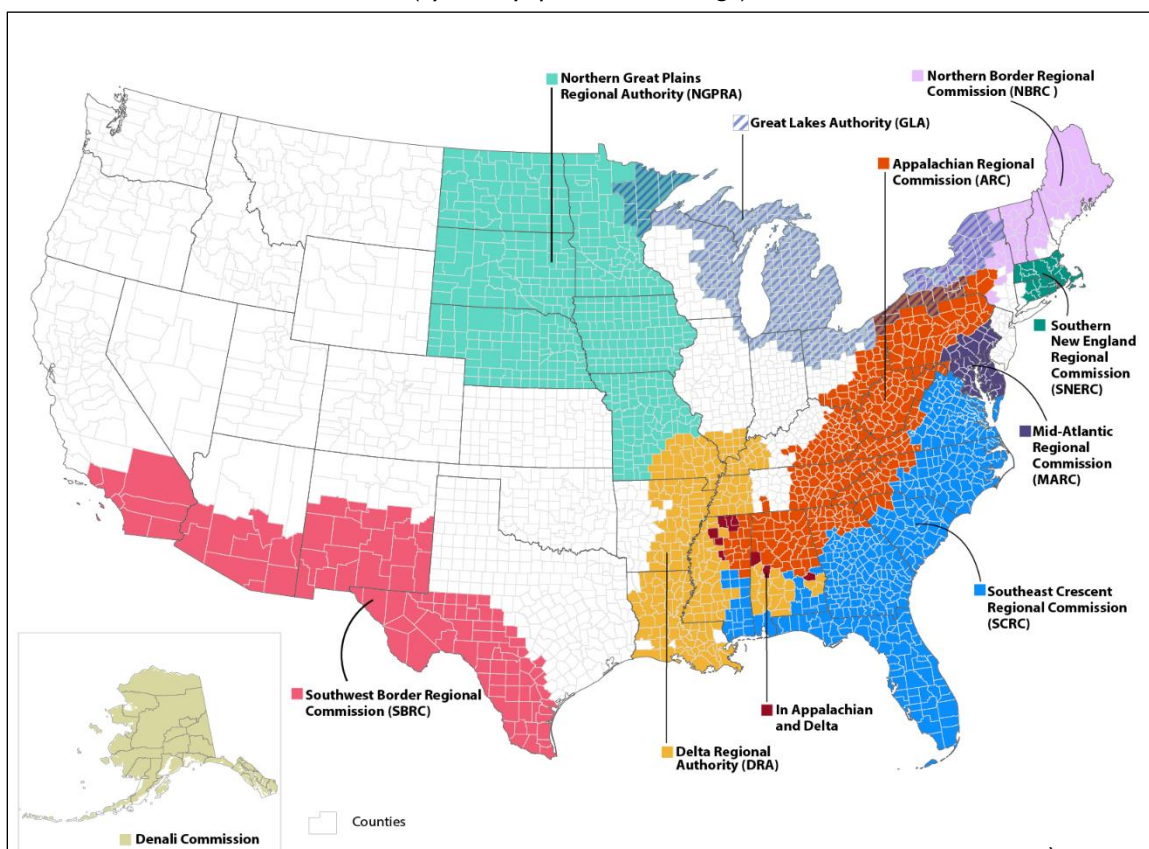 Northern Great Plains
Regional Authority (NGPRA)
Northern Border Regional
Commission (NBRC )
Great Lakes Authority (GLA)
Appalachian Regional
Commission (ARC)
Southern
New England
Regional
Commission
(SNERC)
Mid-Atlantic
Regional
Commission
(MARC)
Southeast Crescent
Regional Commission
(SCRC)
Southwest Border Regional
Commission (SBRC)
In Appalachian
and Delta
Delta Regional
Authority (DRA)
Counties
Denali Commission